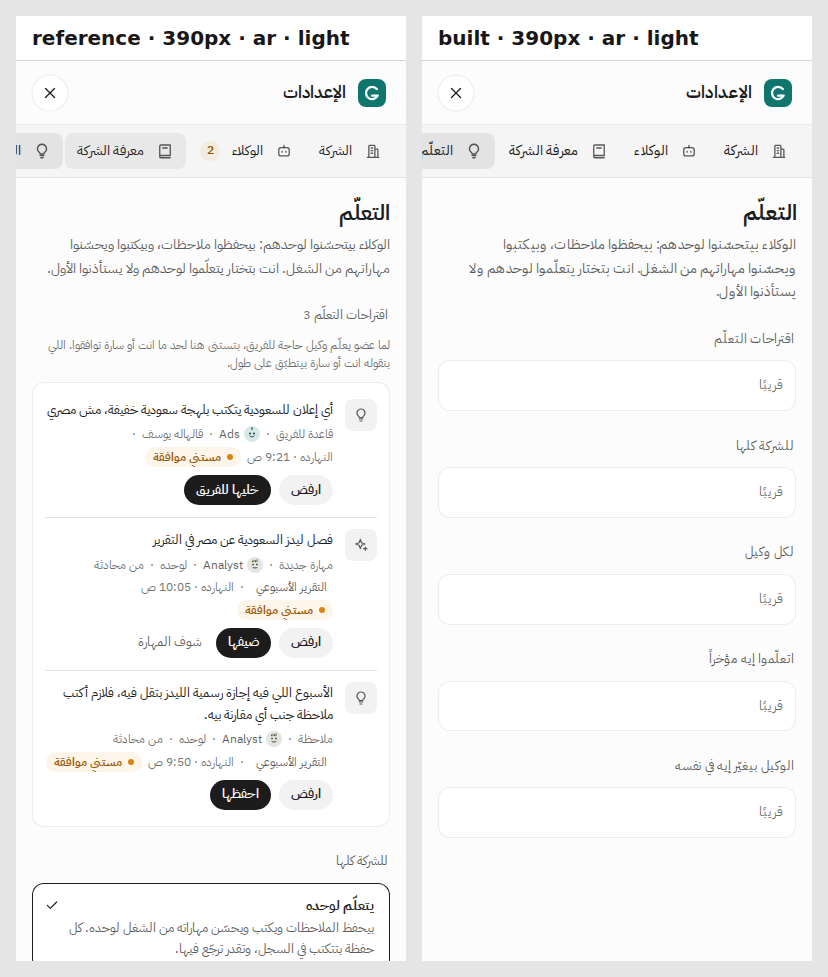 reference · 390px · ar · light
الإعدادات
الشركة
الوكلاء 2
معرفة الشركة
التعلّم
الوكلاء بيتحسّنوا لوحدهم: بيحفظوا ملاحظات، وبيكتبوا ويحسّنوا
مهاراتهم من الشغل. انت بتختار يتعلّموا لوحدهم ولا يستأذنوا الأول.
اقتراحات التعلّم 3
لما عضو يعلّم وكيل حاجة للفريق، بتستنى هنا لحد ما انت أو سارة توافقوا. اللي
بتقوله انت أو سارة بيتطبّق على طول.
أي إعلان للسعودية يتكتب بلهجة سعودية خفيفة، مش مصري
قاعدة للفريق · Ads · قالهاله يوسف ·
النهارده · 9:21 ص مستني موافقة
ارفض
خليها للفريق
فصل ليدز السعودية عن مصر في التقرير
مهارة جديدة · Analyst · لوحده · من محادثة
التقرير الأسبوعي · النهارده · 10:05 ص
مستني موافقة
ارفض
ضيفها
شوف المهارة
الأسبوع اللي فيه إجازة رسمية الليدز بتقل فيه، فلازم أكتب
ملاحظة جنب أي مقارنة بيه.
ملاحظة · Analyst · لوحده · من محادثة
التقرير الأسبوعي · النهارده · 9:50 ص مستني موافقة
ارفض
احفظها
للشركة كلها
يتعلّم لوحده
بيحفظ الملاحظات ويكتب ويحسّن مهاراته من الشغل لوحده. كل
حفظة بتتكتب في السجل، وتقدر ترجّع فيها.
built · 390px · ar · light
الإعدادات
الشركة
الوكلاء
معرفة الشركة
التعلّم
التعلّم
الوكلاء بيتحسّنوا لوحدهم: بيحفظوا ملاحظات، وبيكتبوا
ويحسّنوا مهاراتهم من الشغل. انت بتختار يتعلّموا لوحدهم ولا
يستأذنوا الأول.
اقتراحات التعلّم
قريبًا
للشركة كلها
قريبًا
لكل وكيل
قريبًا
اتعلّموا إيه مؤخراً
قريبًا
الوكيل بيغيّر إيه في نفسه
قريبًا